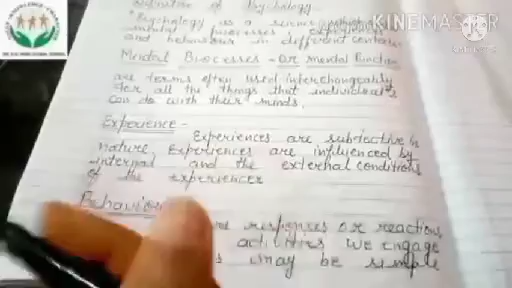 Definition of Psychology
"Psychology is a science which
mental processes experiences
and behaviour in different contexts
Mental Processes - or mental function
are terms often used interchangeably
for all the things that individuals
can do with their minds.
Experience -
Experiences are subjective in
nature. Experiences are influenced by
internal and the external conditions
of the experiencer
Behaviou
responses or reactions
activities we engage
may be simple
KINEMASTER